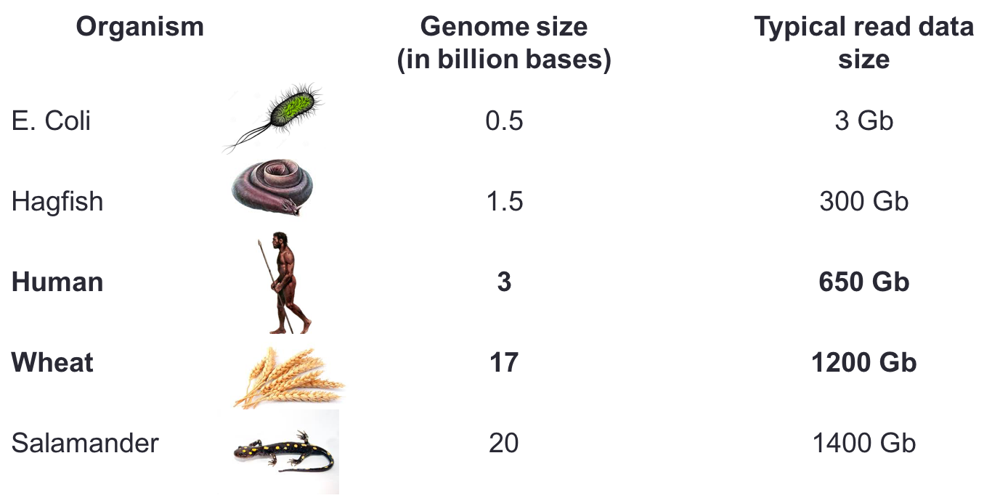 Organism Genome size Typical read data
(in billion bases) size
E. Coli 0.5 3 Gb
Hagfish 1.5 300 Gb
Human 3 650 Gb
Wheat 17 1200 Gb
Salamander 20 1400 Gb